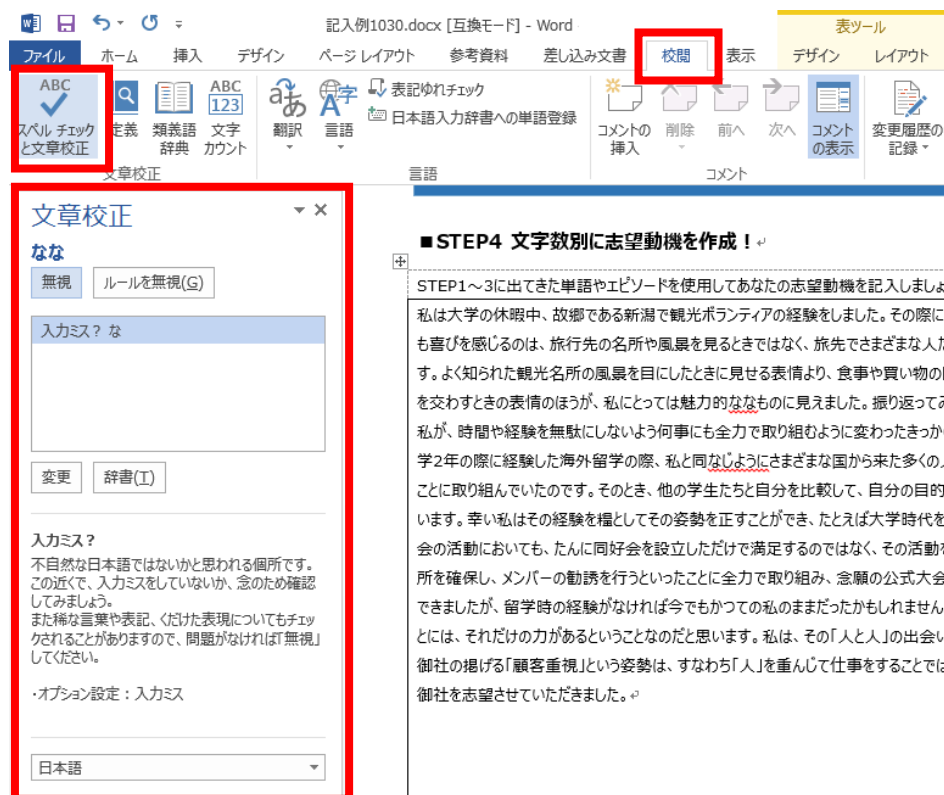 記入例1030.docx [互換モード] - Word
表ツール
ファイル ホーム 挿入 デザイン ページ レイアウト 参考資料 差し込み文書 校閲 表示 デザイン レイアウト
ABC
スペル チェックと文章校正
定義
類義語辞典
ABC
123
文字カウント
文章校正
あ
翻訳
字
A
言語
表記ゆれチェック
日本語入力辞書への単語登録
言語
コメントの挿入
削除
前へ
次へ
コメントの表示
コメント
変更履歴の記録
文章校正
なな
無視 ルールを無視(G)
入力ミス? な
変更 辞書(T)
入力ミス?
不自然な日本語ではないかと思われる個所です。
この近くで、入力ミスをしていないか、念のため確認
してみましょう。
また稀な言葉や表記、くだけた表現についてもチェッ
クされることがありますので、問題がなければ「無視」
してください。
・オプション設定:入力ミス
日本語
■STEP4 文字数別に志望動機を作成!
STEP1~3に出てきた単語やエピソードを使用してあなたの志望動機を記入しましょ
私は大学の休暇中、故郷である新潟で観光ボランティアの経験をしました。その際に
も喜びを感じるのは、旅行先の名所や風景を見るときではなく、旅先でさまざまな人た
す。よく知られた観光名所の風景を目にしたときに見せる表情より、食事や買い物の
を交わすときの表情のほうが、私にとっては魅力的ななものに見えました。振り返ってみ
私が、時間や経験を無駄にしないよう何事にも全力で取り組むように変わったきっか
学2年の際に経験した海外留学の際、私と同なじようにさまざまな国から来た多くの
ことに取り組んでいたのです。そのとき、他の学生たちと自分を比較して、自分の目的
います。幸い私はその経験を糧としてその姿勢を正すことができ、たとえば大学時代を
会の活動においても、たんに同好会を設立しただけで満足するのではなく、その活動を
所を確保し、メンバーの勧誘を行うといったことに全力で取り組み、念願の公式大会
できましたが、留学時の経験がなければ今でもかつての私のままだったかもしれません
とには、それだけの力があるということなのだと思います。私は、その「人と人」の出会い
御社の掲げる「顧客重視」という姿勢は、すなわち「人」を重んじて仕事をすることでは
御社を志望させていただきました。